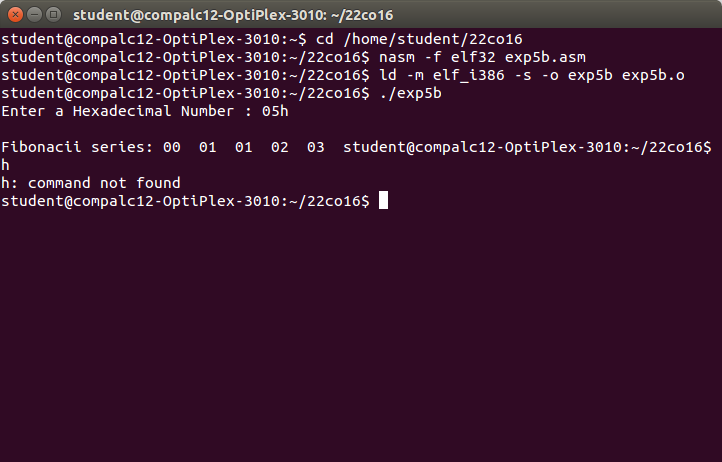 student@compalc12-OptiPlex-3010: ~/22co16
student@compalc12-OptiPlex-3010:~$ cd /home/student/22co16
student@compalc12-OptiPlex-3010:~/22co16$ nasm -f elf32 exp5b.asm
student@compalc12-OptiPlex-3010:~/22co16$ ld -m elf_i386 -s -o exp5b exp5b.o
student@compalc12-OptiPlex-3010:~/22co16$ ./exp5b
Enter a Hexadecimal Number : 05h
Fibonacii series: 00  01  01  02  03  student@compalc12-OptiPlex-3010:~/22co16$
h
h: command not found
student@compalc12-OptiPlex-3010:~/22co16$